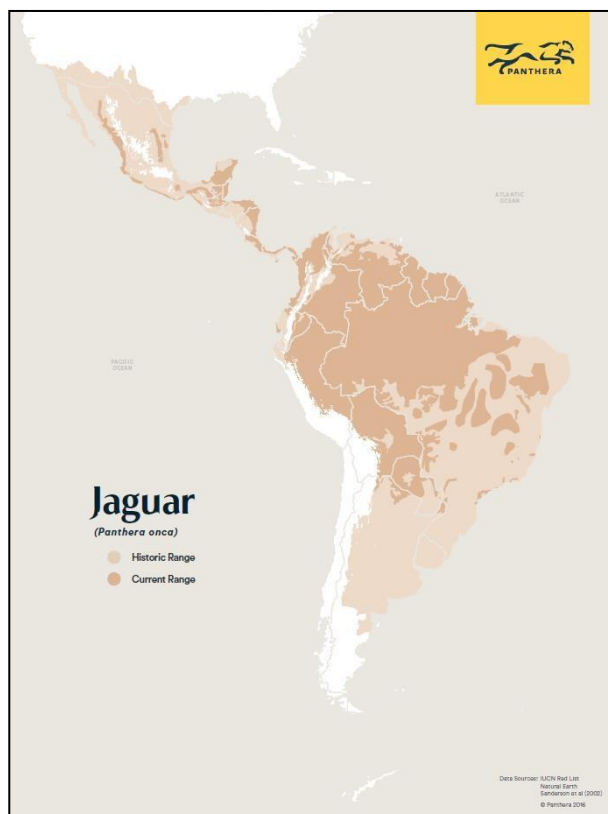 PANTHERA
ATLANTIC
OCEAN
PACIFIC
OCEAN
Jaguar
(Panthera onca)
Historic Range
Current Range
Data Sources: IUCN Red List
Natural Earth
Sanderson et al (2002)
© Panthera 2016